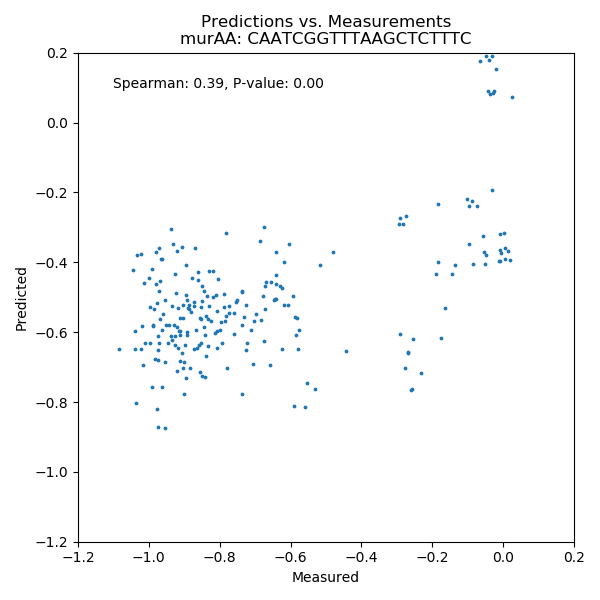 Predictions vs. Measurements
murAA: CAATCGGTTTAAGCTCTTTC
Spearman: 0.39, P-value: 0.00
0.2
0.0
−0.2
−0.4
−0.6
−0.8
−1.0
−1.2
Predicted
−1.2 −1.0 −0.8 −0.6 −0.4 −0.2 0.0 0.2
Measured